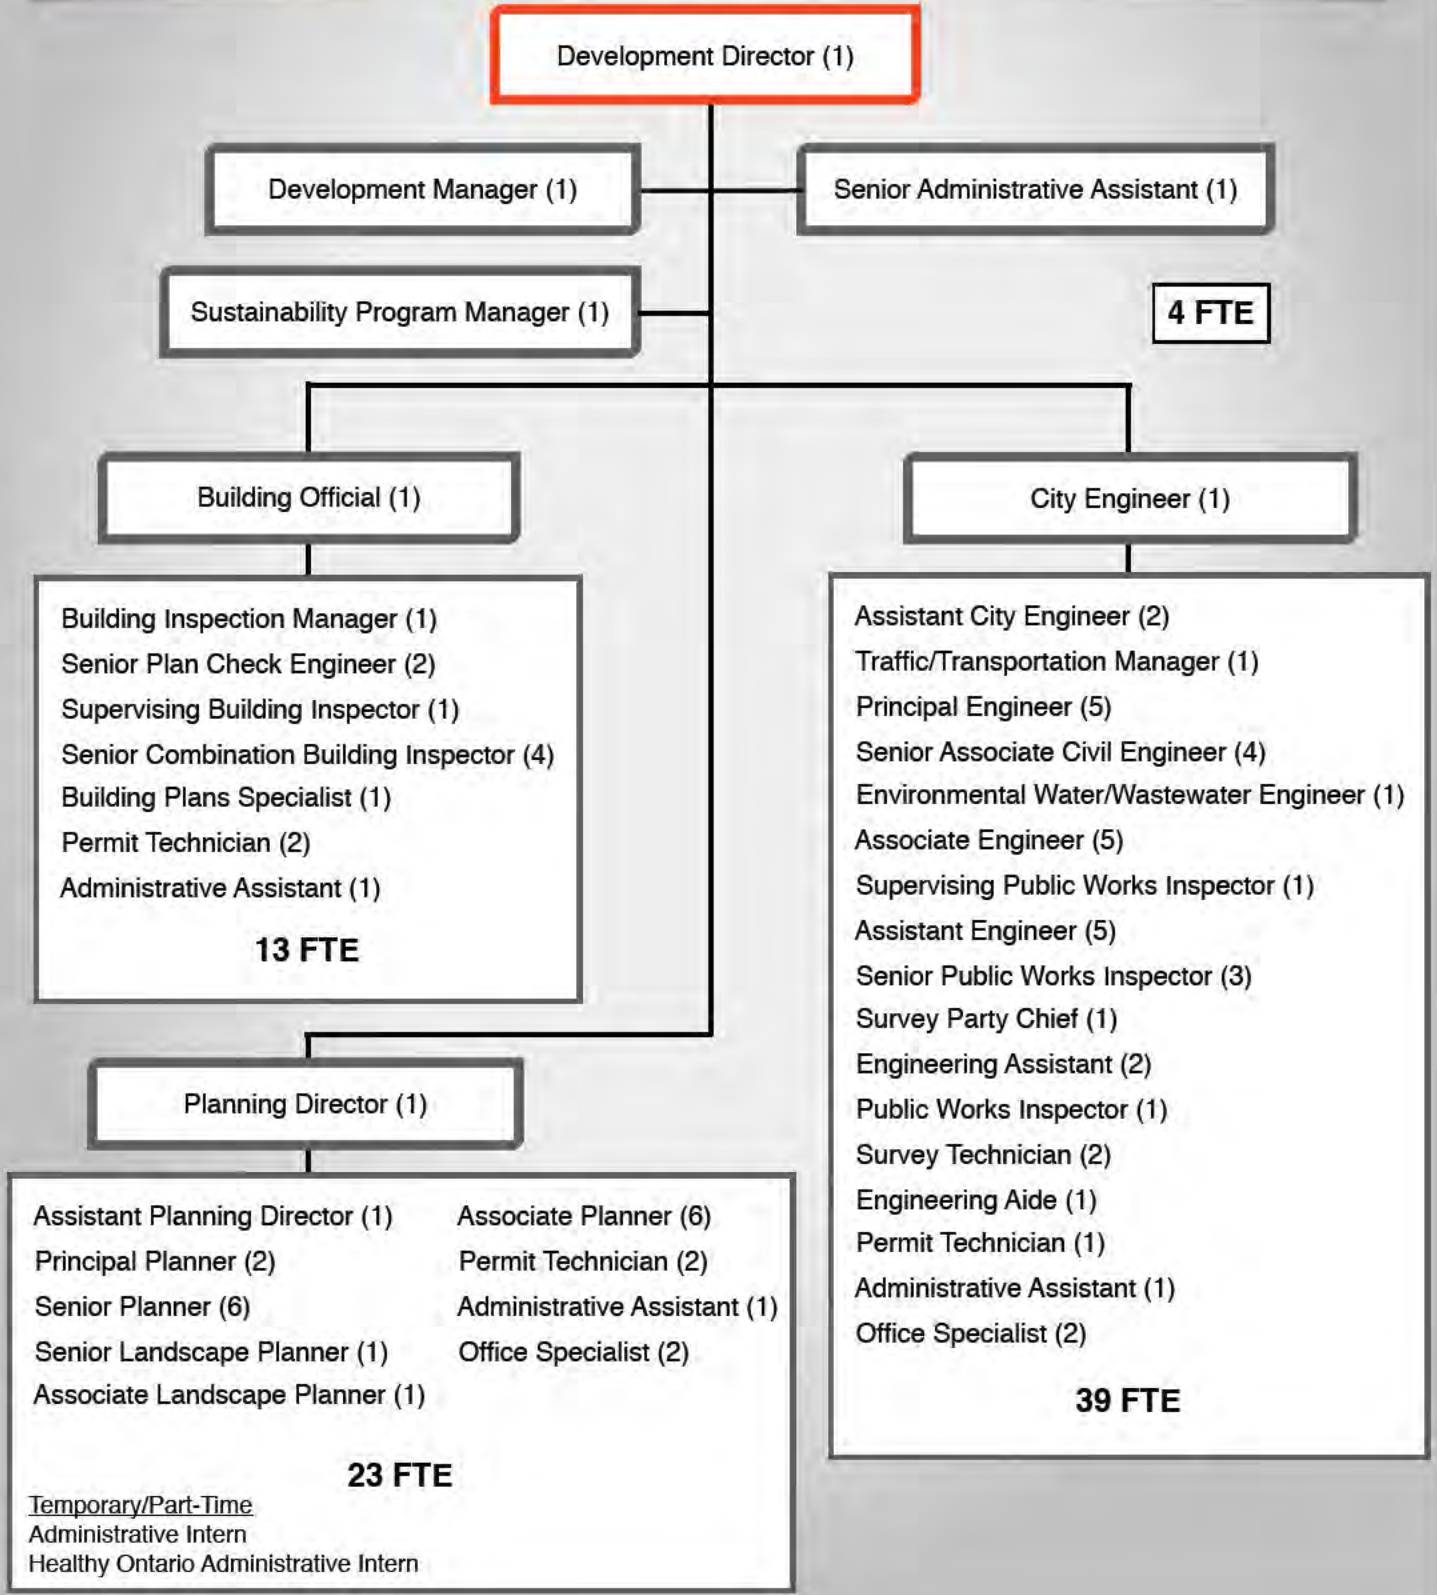 Development Director (1)
Development Manager (1)
Senior Administrative Assistant (1)
Sustainability Program Manager (1)
4 FTE
Building Official (1)
Building Inspection Manager (1)
Senior Plan Check Engineer (2)
Supervising Building Inspector (1)
Senior Combination Building Inspector (4)
Building Plans Specialist (1)
Permit Technician (2)
Administrative Assistant (1)
13 FTE
City Engineer (1)
Assistant City Engineer (2)
Traffic/Transportation Manager (1)
Principal Engineer (5)
Senior Associate Civil Engineer (4)
Environmental Water/Wastewater Engineer (1)
Associate Engineer (5)
Supervising Public Works Inspector (1)
Assistant Engineer (5)
Senior Public Works Inspector (3)
Survey Party Chief (1)
Engineering Assistant (2)
Public Works Inspector (1)
Survey Technician (2)
Engineering Aide (1)
Permit Technician (1)
Administrative Assistant (1)
Office Specialist (2)
39 FTE
Planning Director (1)
Assistant Planning Director (1)
Principal Planner (2)
Senior Planner (6)
Senior Landscape Planner (1)
Associate Landscape Planner (1)
Associate Planner (6)
Permit Technician (2)
Administrative Assistant (1)
Office Specialist (2)
23 FTE
Temporary/Part-Time
Administrative Intern
Healthy Ontario Administrative Intern